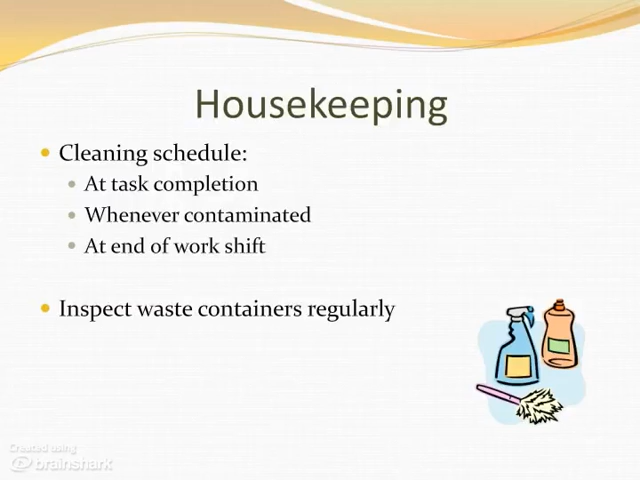 Housekeeping
Cleaning schedule:
At task completion
Whenever contaminated
At end of work shift
Inspect waste containers regularly
Created using
brainshark